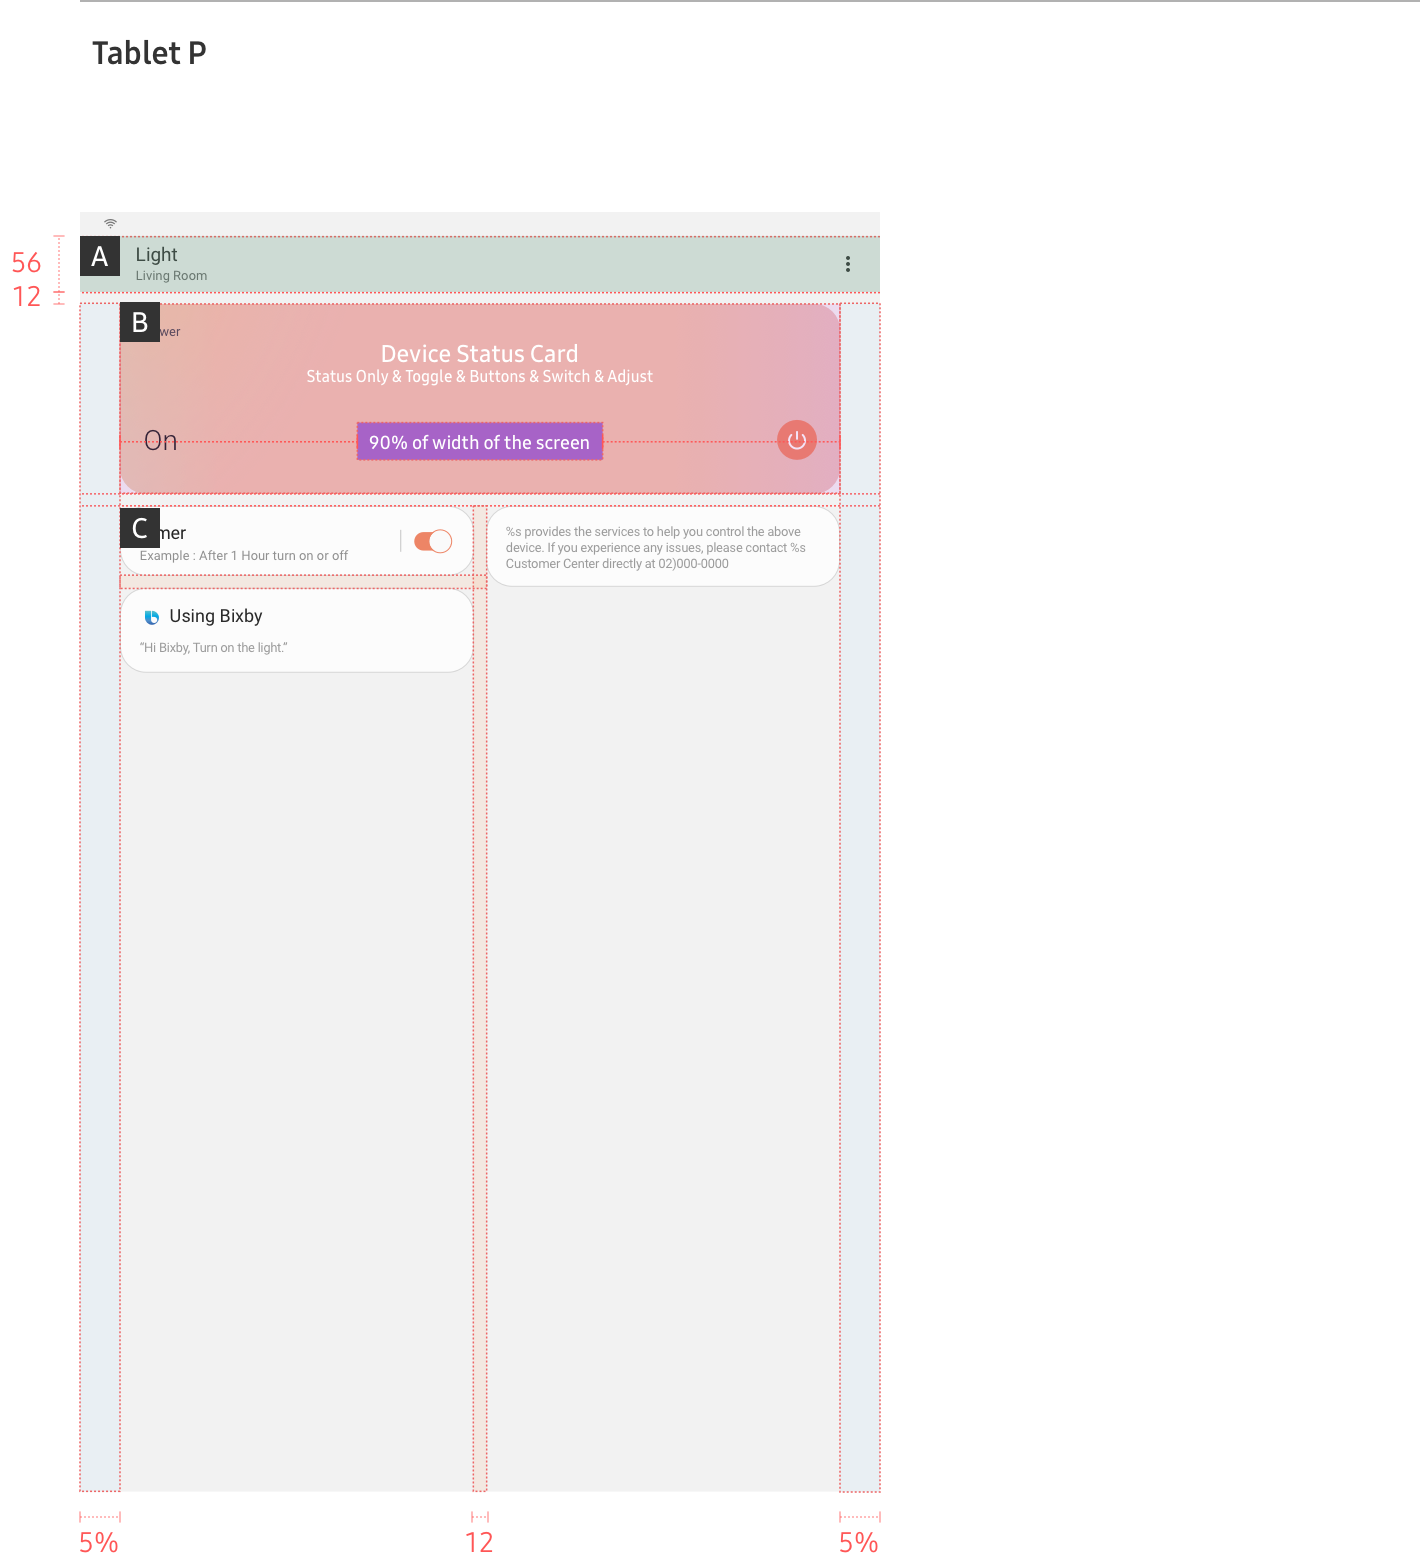 Tablet P
A
Light
Living Room
56
12
B
wer
Device Status Card
Status Only & Toggle & Buttons & Switch & Adjust
On
90% of width of the screen
C
mer
Example : After 1 Hour turn on or off
%s provides the services to help you control the above
device. If you experience any issues, please contact %s
Customer Center directly at 02)000-0000
Using Bixby
“Hi Bixby, Turn on the light.”
5%
12
5%